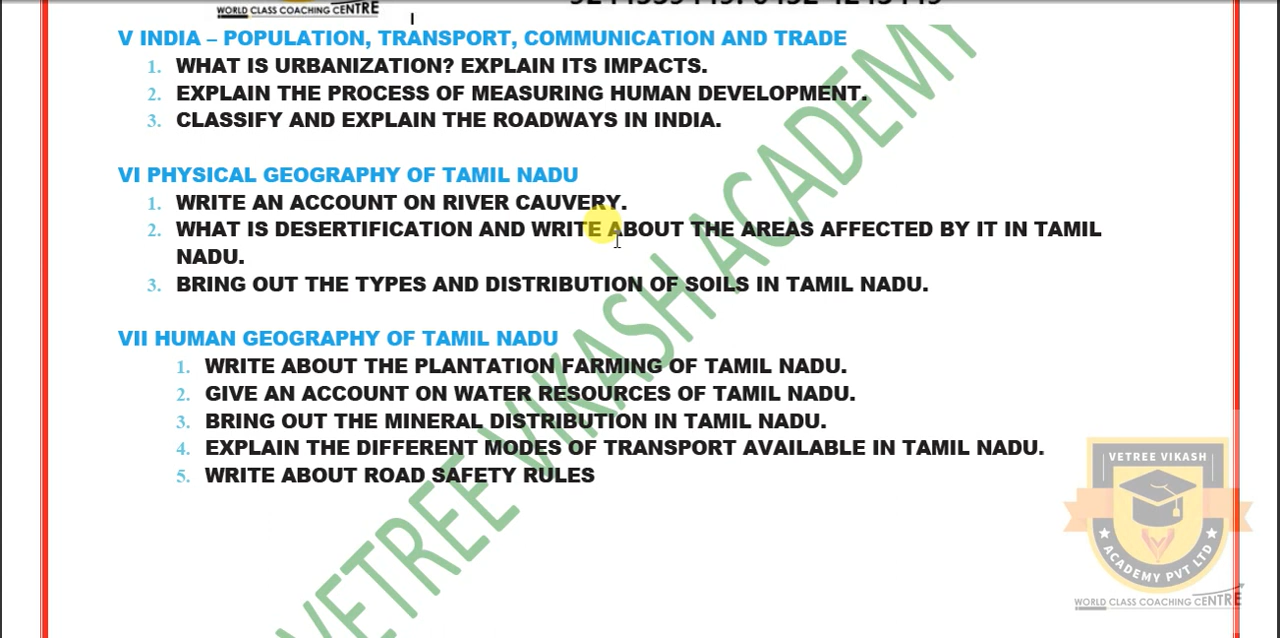 WORLD CLASS COACHING CENTRE
V INDIA – POPULATION, TRANSPORT, COMMUNICATION AND TRADE
1. WHAT IS URBANIZATION? EXPLAIN ITS IMPACTS.
2. EXPLAIN THE PROCESS OF MEASURING HUMAN DEVELOPMENT.
3. CLASSIFY AND EXPLAIN THE ROADWAYS IN INDIA.
VI PHYSICAL GEOGRAPHY OF TAMIL NADU
1. WRITE AN ACCOUNT ON RIVER CAUVERY.
2. WHAT IS DESERTIFICATION AND WRITE ABOUT THE AREAS AFFECTED BY IT IN TAMIL
NADU.
3. BRING OUT THE TYPES AND DISTRIBUTION OF SOILS IN TAMIL NADU.
VII HUMAN GEOGRAPHY OF TAMIL NADU
1. WRITE ABOUT THE PLANTATION FARMING OF TAMIL NADU.
2. GIVE AN ACCOUNT ON WATER RESOURCES OF TAMIL NADU.
3. BRING OUT THE MINERAL DISTRIBUTION IN TAMIL NADU.
4. EXPLAIN THE DIFFERENT MODES OF TRANSPORT AVAILABLE IN TAMIL NADU.
5. WRITE ABOUT ROAD SAFETY RULES
VETREE VIKASH ACADEMY
VETREE VIKASH
ACADEMY PVT LTD
WORLD CLASS COACHING CENTRE